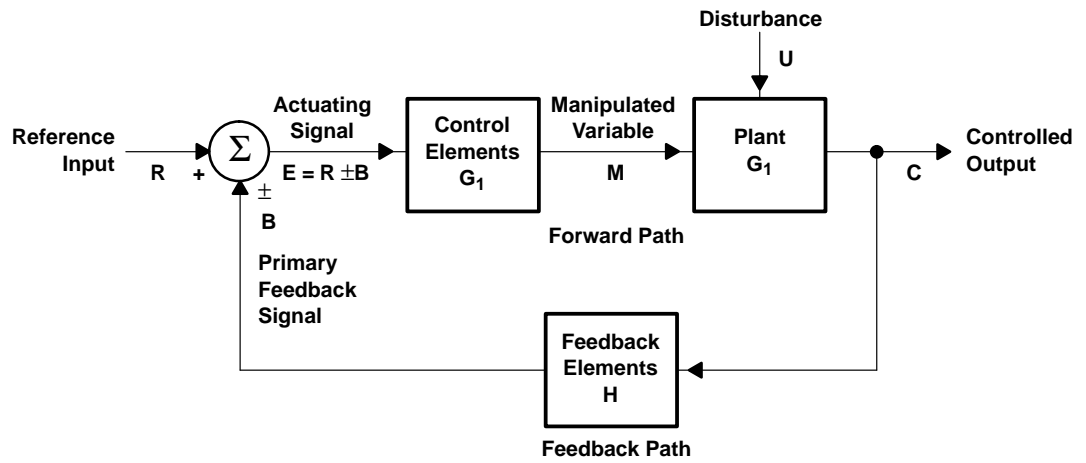 Disturbance
U
Actuating
Signal
Manipulated
Variable
Reference
Input
Σ
Control
Elements
G1
Plant
G1
Controlled
Output
R
+
E = R ±B
M
C
±
B
Forward Path
Primary
Feedback
Signal
Feedback
Elements
H
Feedback Path